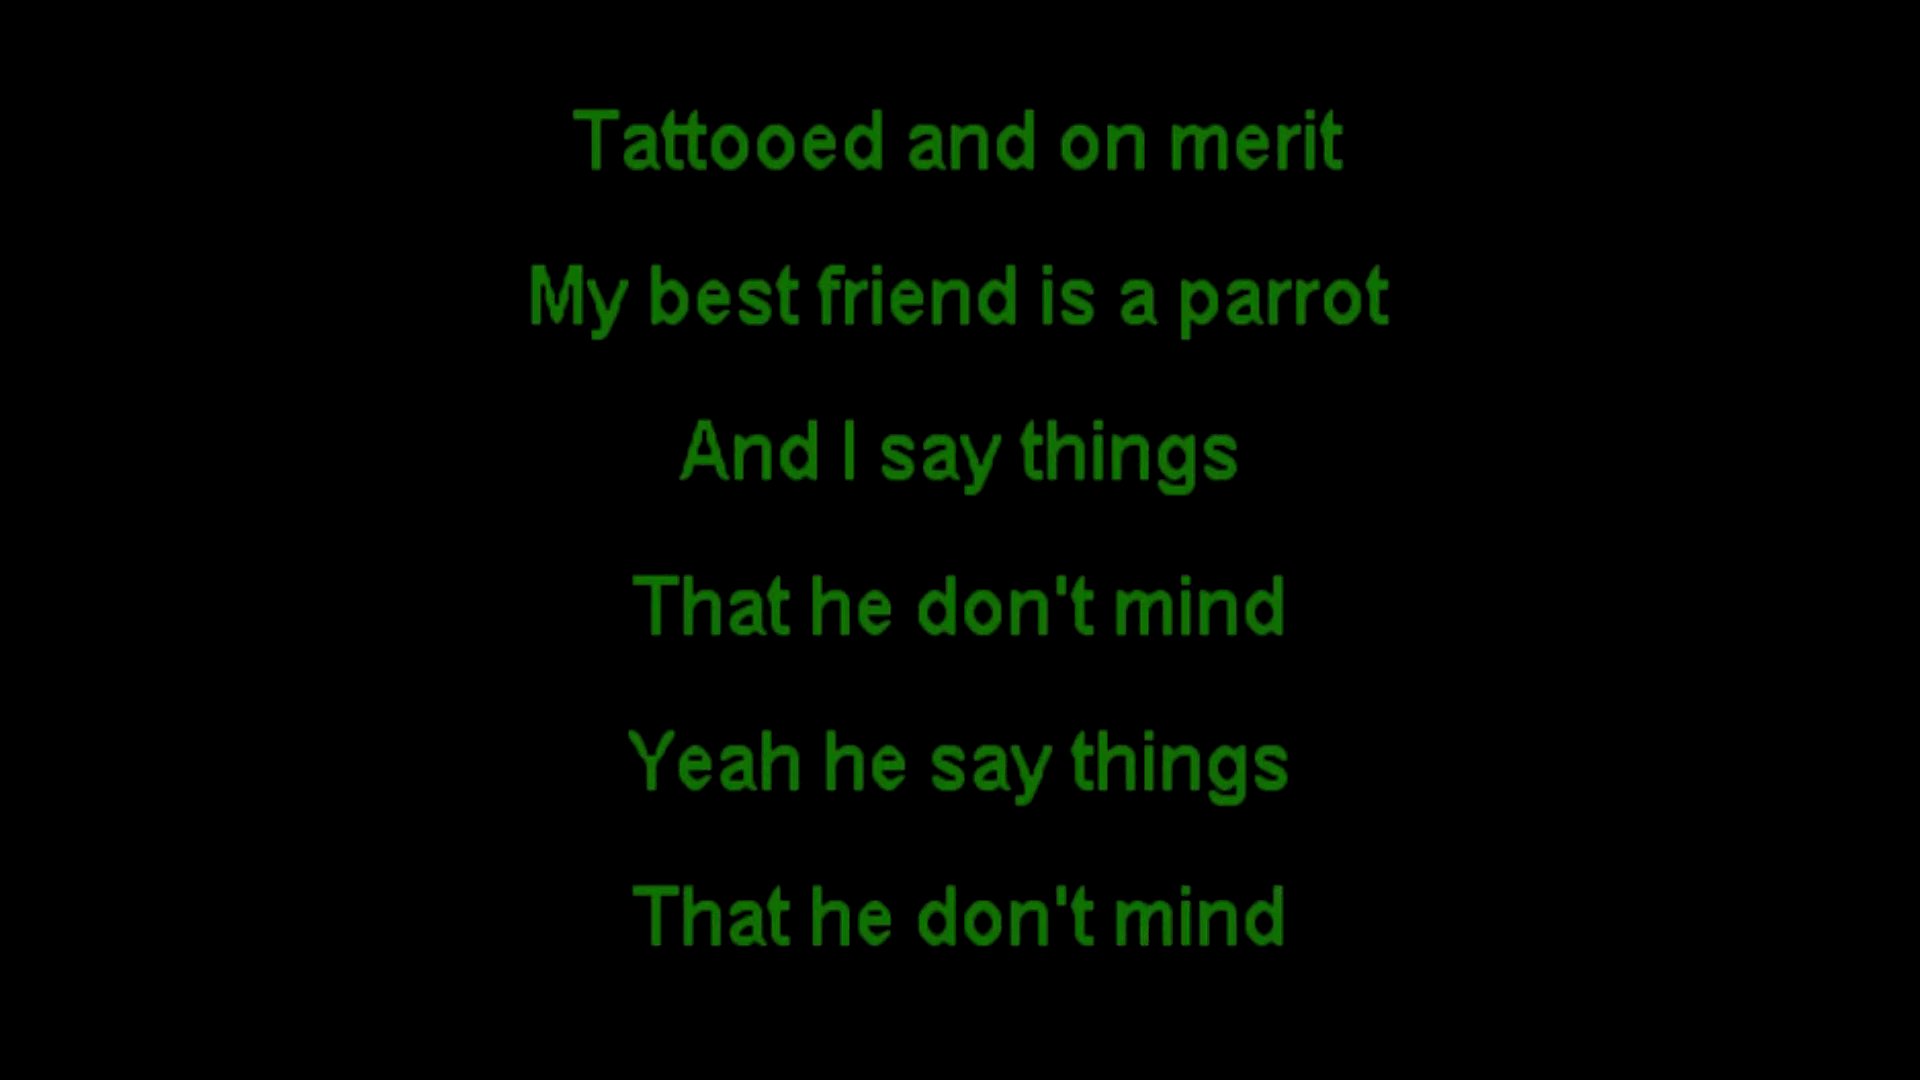 Tattooed and on merit
My best friend is a parrot
And I say things
That he don't mind
Yeah he say things
That he don't mind